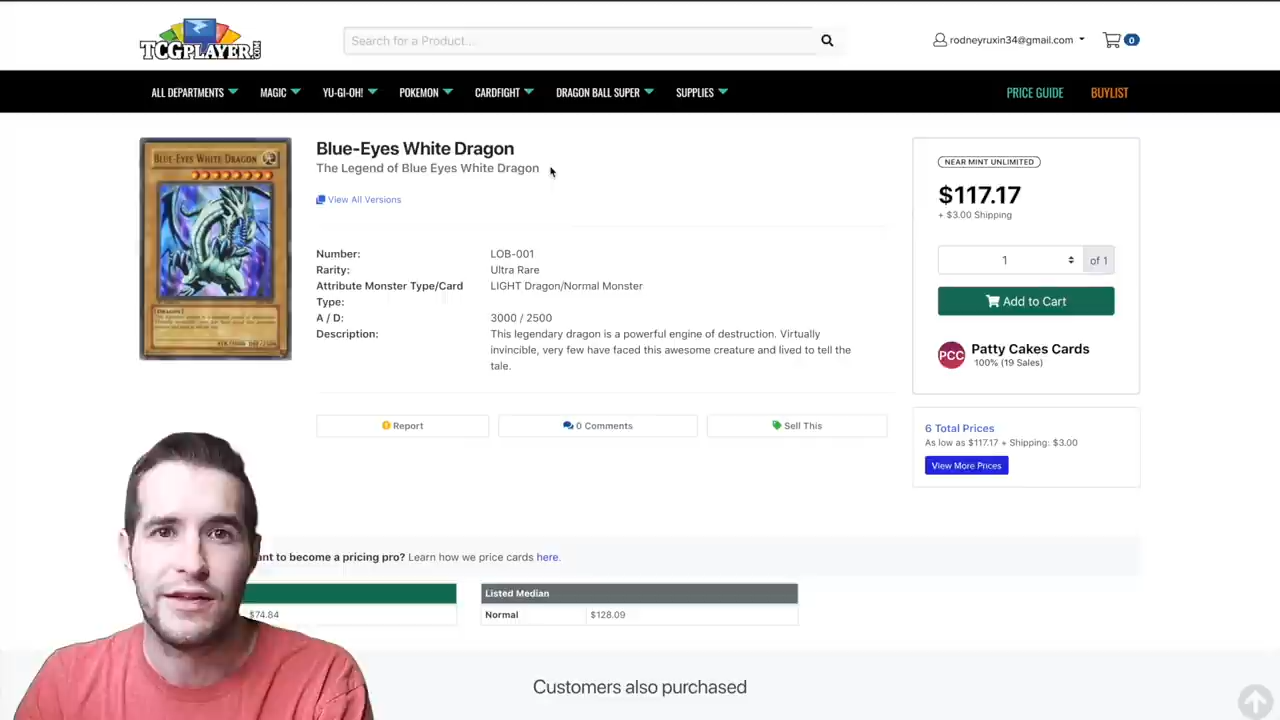 TCGPLAYER.COM
Search for a Product...
rodneyruxin34@gmail.com
0
ALL DEPARTMENTS
MAGIC
YU-GI-OH!
POKEMON
CARDFIGHT
DRAGON BALL SUPER
SUPPLIES
PRICE GUIDE
BUYLIST
BLUE-EYES WHITE DRAGON
Blue-Eyes White Dragon
The Legend of Blue Eyes White Dragon
View All Versions
Number: LOB-001
Rarity: Ultra Rare
Attribute Monster Type/Card LIGHT Dragon/Normal Monster
Type:
A / D: 3000 / 2500
Description: This legendary dragon is a powerful engine of destruction. Virtually
invincible, very few have faced this awesome creature and lived to tell the
tale.
Report
0 Comments
Sell This
NEAR MINT UNLIMITED
$117.17
+ $3.00 Shipping
1 of 1
Add to Cart
PCC
Patty Cakes Cards
100% (19 Sales)
6 Total Prices
As low as $117.17 + Shipping: $3.00
View More Prices
ant to become a pricing pro? Learn how we price cards here.
$74.84
Listed Median
Normal $128.09
Customers also purchased